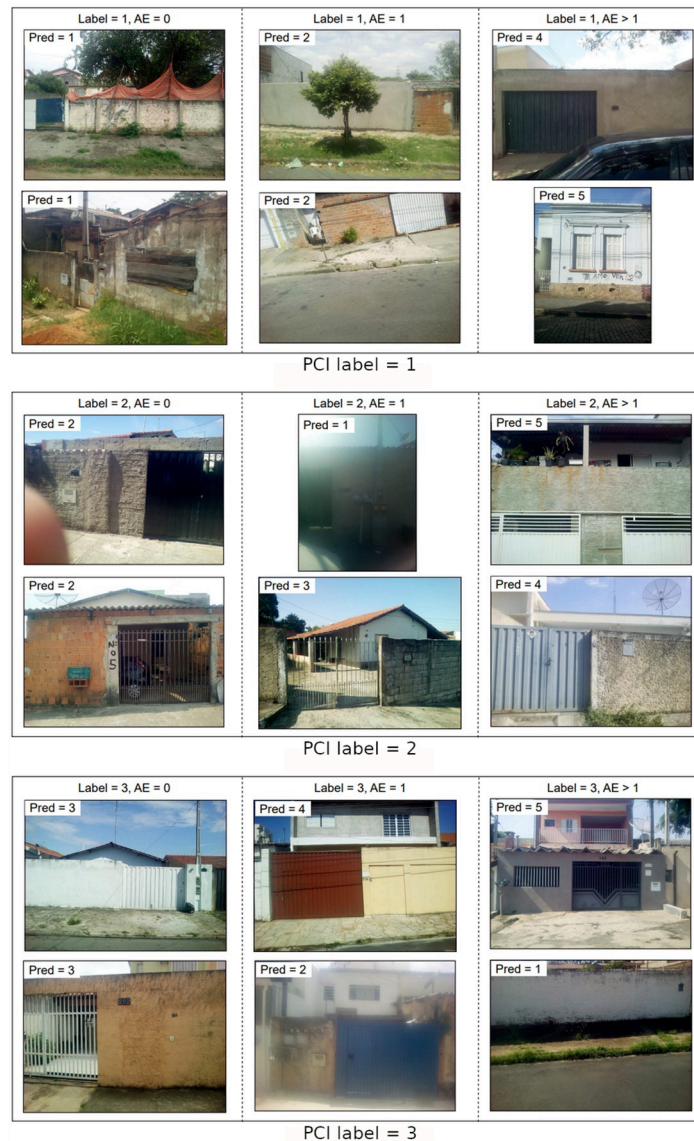 Label = 1, AE = 0
Label = 1, AE = 1
Label = 1, AE > 1
Pred = 1
Pred = 2
Pred = 4
Pred = 1
Pred = 2
Pred = 5
PCI label = 1
Label = 2, AE = 0
Label = 2, AE = 1
Label = 2, AE > 1
Pred = 2
Pred = 1
Pred = 5
Pred = 2
Pred = 3
Pred = 4
Nº
05
PCI label = 2
Label = 3, AE = 0
Label = 3, AE = 1
Label = 3, AE > 1
Pred = 3
Pred = 4
Pred = 5
Pred = 3
Pred = 2
Pred = 1
PCI label = 3